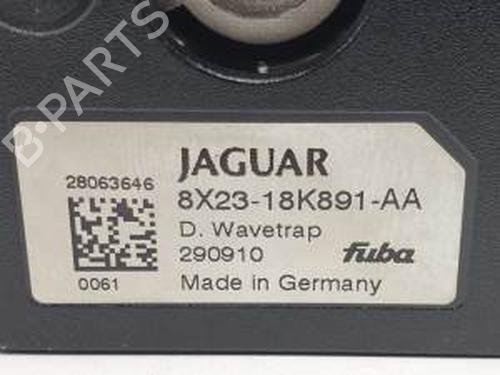 B-PARTS
JAGUAR
28063646
8X23-18K891-AA
D. Wavetrap
290910 fuba
0061 Made in Germany